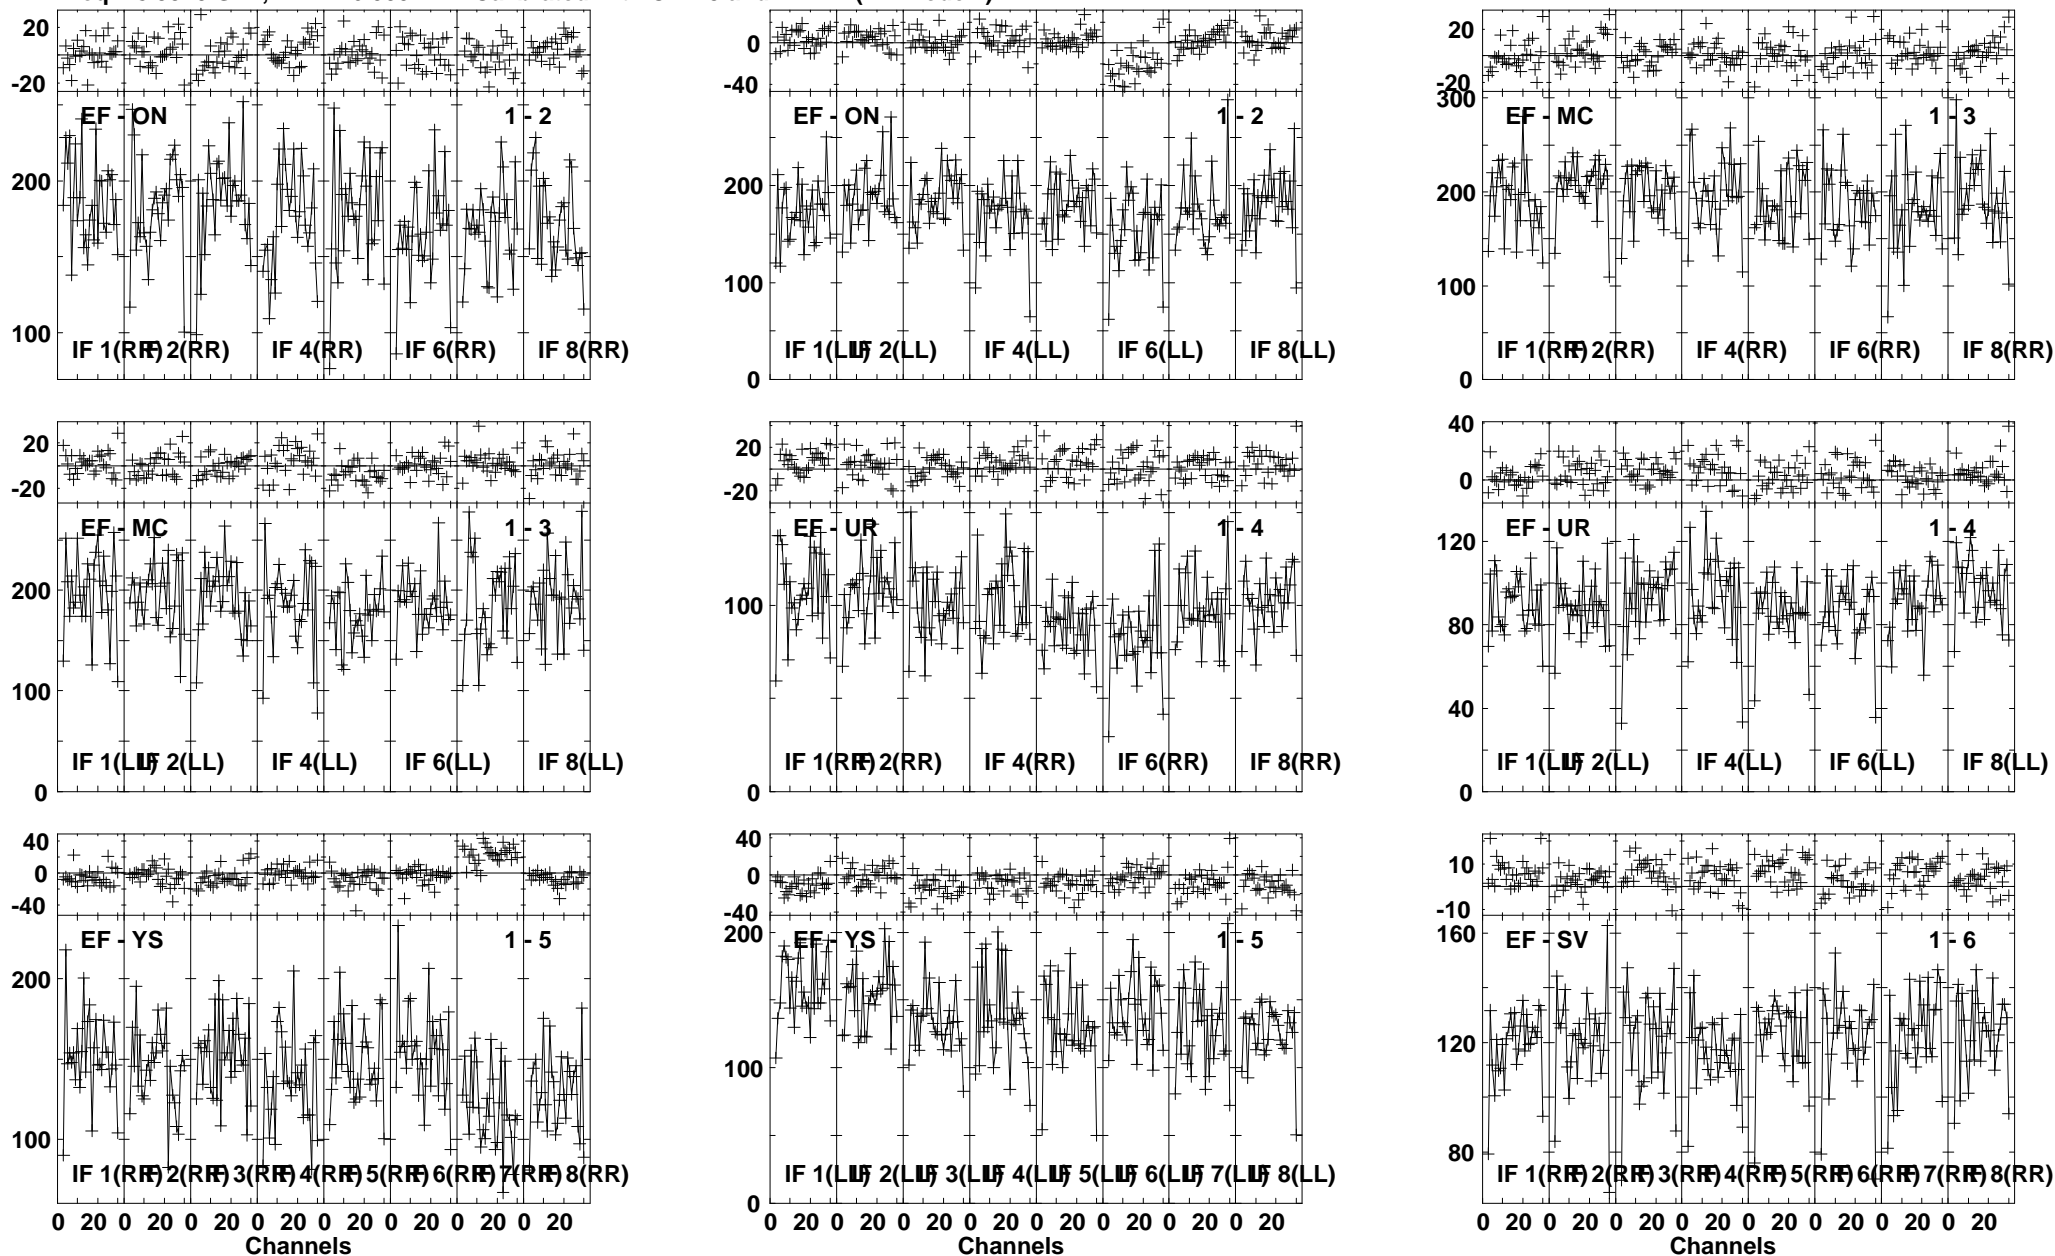 20 0 -20
EF - ON 1 - 2
200
100
IF 1(RR) IF 2(RR) IF 4(RR) IF 6(RR) IF 8(RR)
0 -40
EF - ON 1 - 2
200
100
0
IF 1(LL) IF 2(LL) IF 4(LL) IF 6(LL) IF 8(LL)
20 0 -20
EF - MC 1 - 3
300
200
100
0
IF 1(RR) IF 2(RR) IF 4(RR) IF 6(RR) IF 8(RR)
20 0 -20
EF - MC 1 - 3
200
100
0
IF 1(LL) IF 2(LL) IF 4(LL) IF 6(LL) IF 8(LL)
20 0 -20
EF - UR 1 - 4
100
0
IF 1(RR) IF 2(RR) IF 4(RR) IF 6(RR) IF 8(RR)
40 0
EF - UR 1 - 4
120
80
40
0
IF 1(LL) IF 2(LL) IF 4(LL) IF 6(LL) IF 8(LL)
40 0 -40
EF - YS 1 - 5
200
100
IF 1(RR) IF 2(RR) IF 3(RR) IF 4(RR) IF 5(RR) IF 6(RR) IF 7(RR) IF 8(RR)
0 20 0 20 0 20 0 20 0 20 0 20 0 20 0 20
Channels
40 0 -40
EF - YS 1 - 5
200
100
0
IF 1(LL) IF 2(LL) IF 3(LL) IF 4(LL) IF 5(LL) IF 6(LL) IF 7(LL) IF 8(LL)
0 20 0 20 0 20 0 20 0 20 0 20 0 20 0 20
Channels
10 -10
EF - SV 1 - 6
160
120
80
IF 1(RR) IF 2(RR) IF 3(RR) IF 4(RR) IF 5(RR) IF 6(RR) IF 7(RR) IF 8(RR)
0 20 0 20 0 20 0 20 0 20 0 20 0 20 0 20
Channels